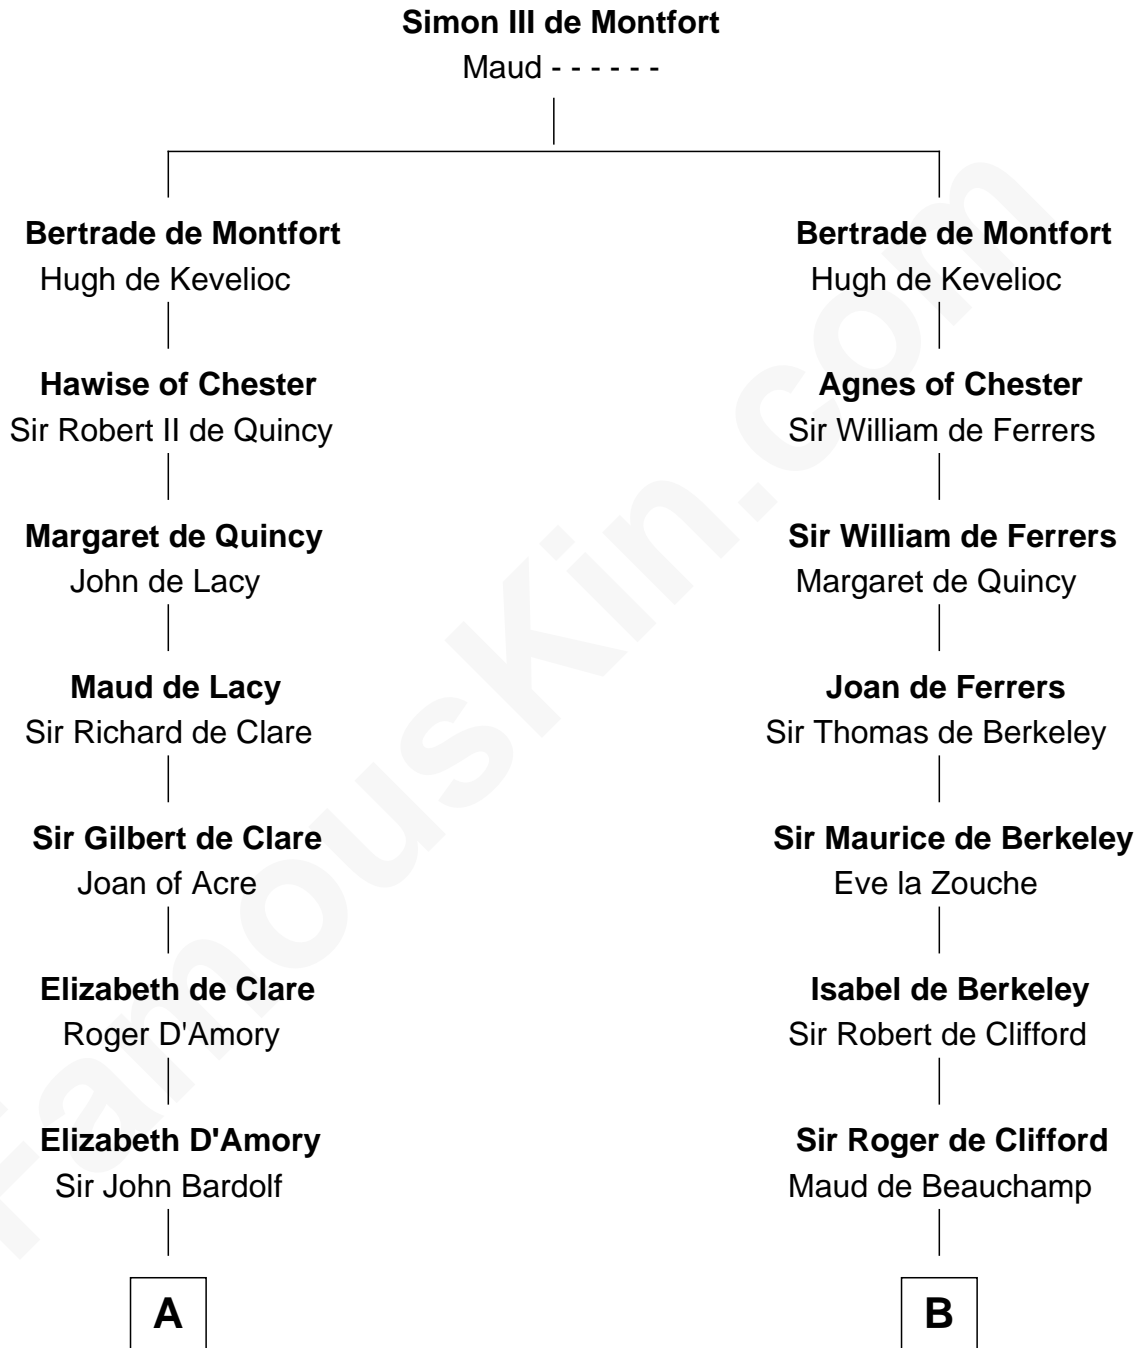 Simon III de Montfort
Maud - - - - - -
Bertrade de Montfort
Hugh de Kevelioc
Hawise of Chester
Sir Robert II de Quincy
Margaret de Quincy
John de Lacy
Maud de Lacy
Sir Richard de Clare
Sir Gilbert de Clare
Joan of Acre
Elizabeth de Clare
Roger D'Amory
Elizabeth D'Amory
Sir John Bardolf
A
Bertrade de Montfort
Hugh de Kevelioc
Agnes of Chester
Sir William de Ferrers
Sir William de Ferrers
Margaret de Quincy
Joan de Ferrers
Sir Thomas de Berkeley
Sir Maurice de Berkeley
Eve la Zouche
Isabel de Berkeley
Sir Robert de Clifford
Sir Roger de Clifford
Maud de Beauchamp
B
FamousKin.com